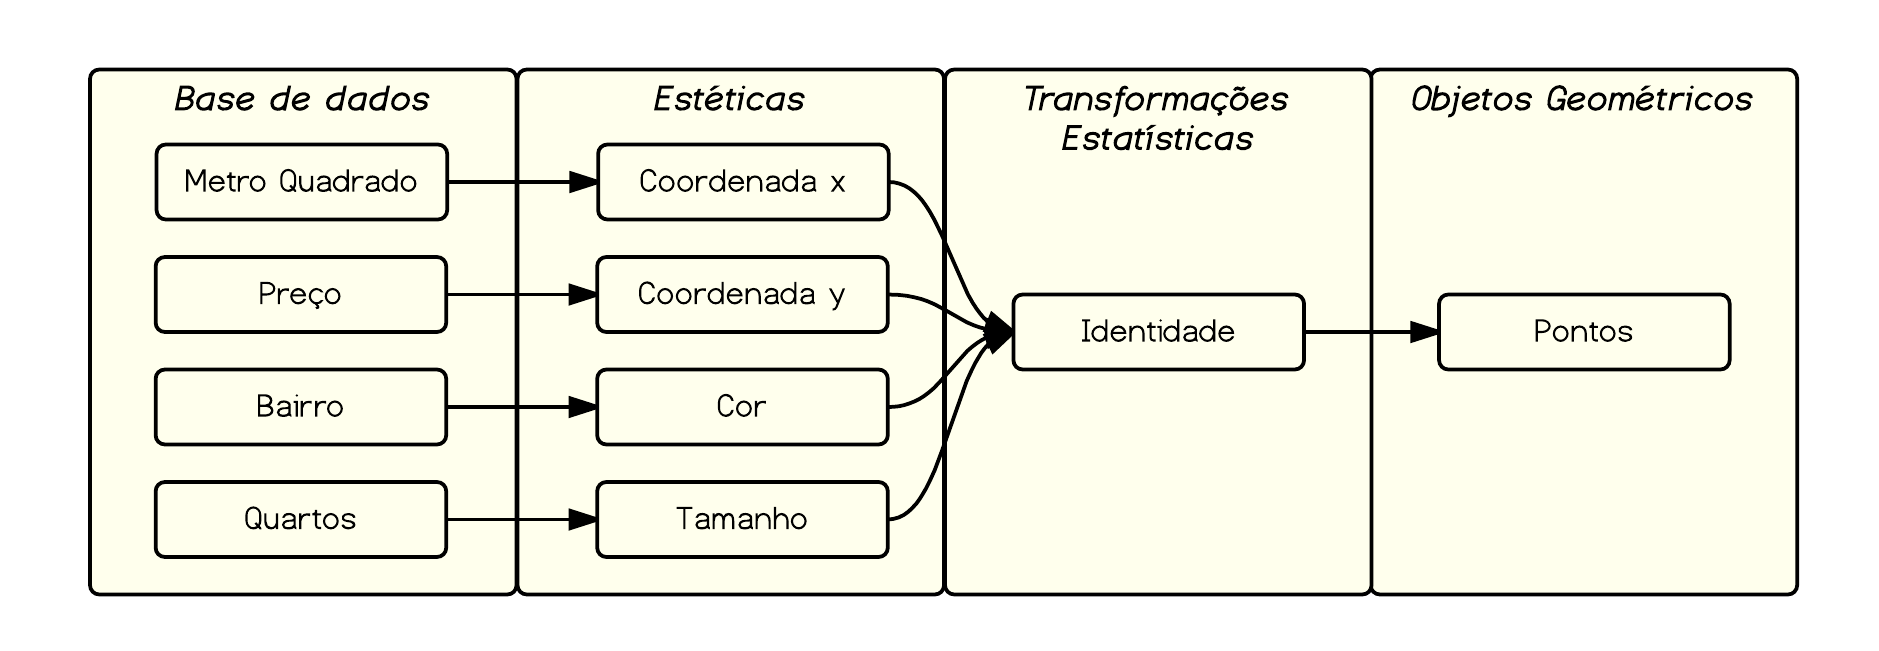 Base de dados
Metro Quadrado
Preço
Bairro
Quartos
Estéticas
Coordenada x
Coordenada y
Cor
Tamanho
Transformações
Estatísticas
Identidade
Objetos Geométricos
Pontos